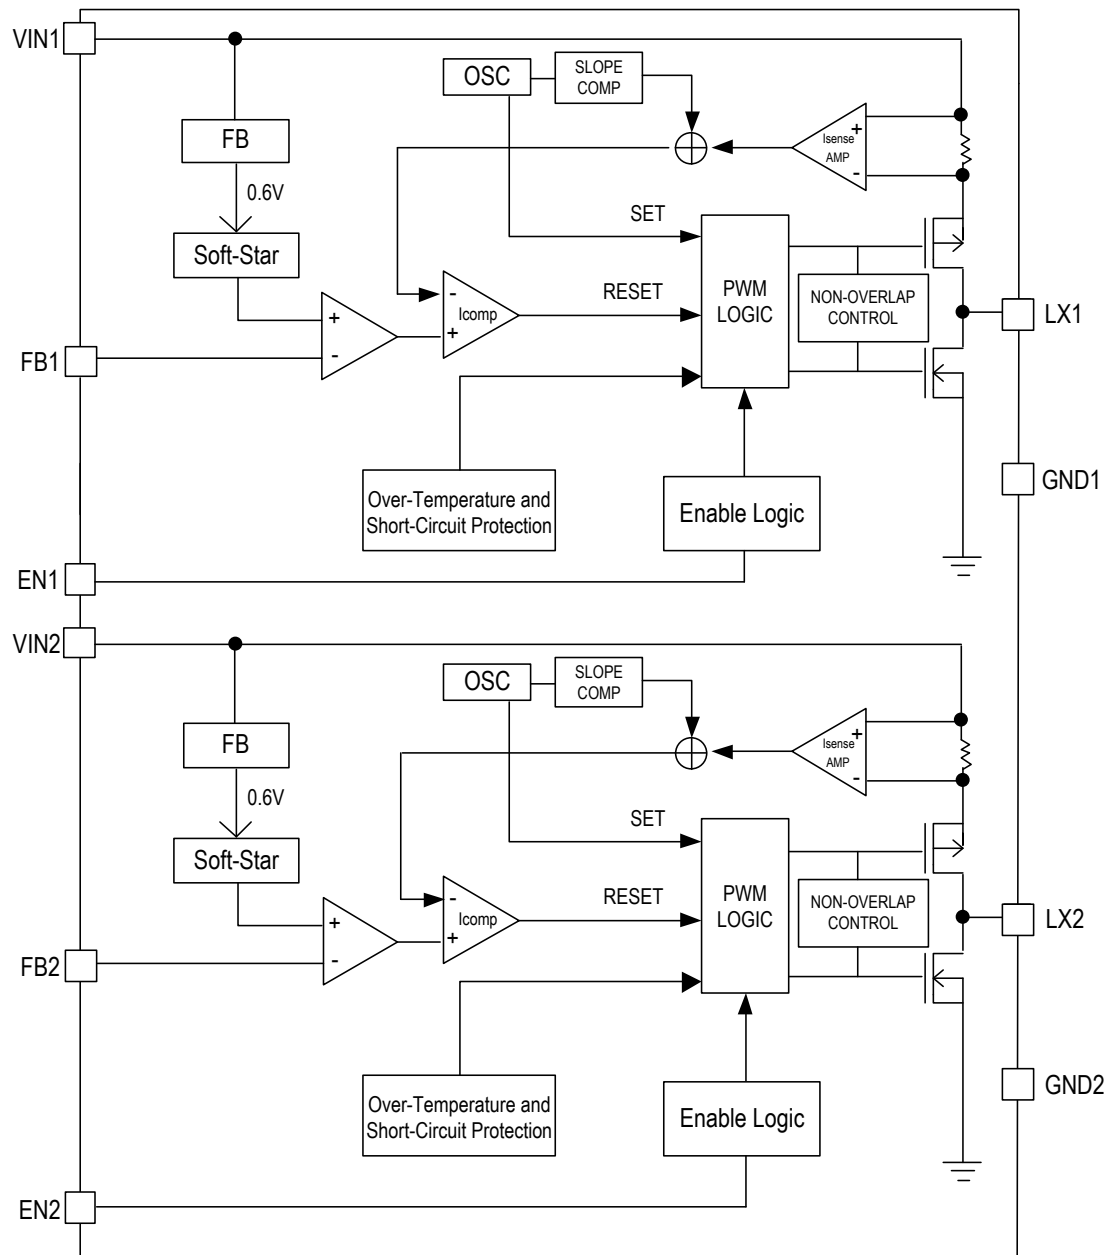 VIN1
OSC
SLOPE
COMP
FB
+
Isense
AMP
-
0.6V
SET
Soft-Star
PWM
LOGIC
NON-OVERLAP
CONTROL
RESET
-
Icomp
+
LX1
+
-
FB1
Over-Temperature and
Short-Circuit Protection
Enable Logic
GND1
EN1
VIN2
OSC
SLOPE
COMP
FB
+
Isense
AMP
-
0.6V
SET
Soft-Star
PWM
LOGIC
NON-OVERLAP
CONTROL
RESET
-
Icomp
+
LX2
+
-
FB2
Over-Temperature and
Short-Circuit Protection
Enable Logic
GND2
EN2